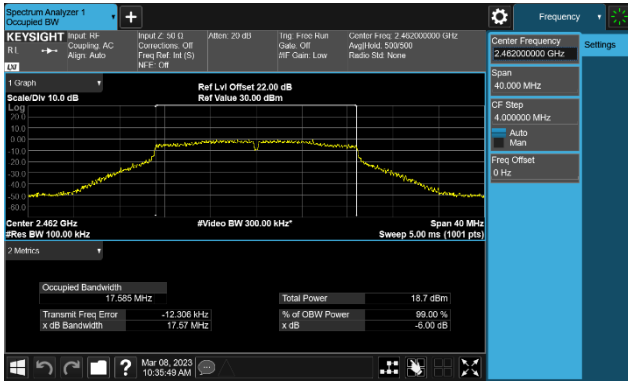 Spectrum Analyzer 1
Occupied BW
Frequency
KEYSIGHT
Input: RF
Input Z: 50 Ω
Atten: 20 dB
Trig: Free Run
Center Freq: 2.462000000 GHz
R L
Coupling: AC
Corrections: Off
Gate: Off
Avg|Hold: 500/500
Align: Auto
Freq Ref: Int (S)
#IF Gain: Low
Radio Std: None
NFE: Off
LXI
Center Frequency
2.462000000 GHz
Settings
Span
40.000 MHz
CF Step
4.000000 MHz
Auto
Man
Freq Offset
0 Hz
1 Graph
Ref Lvl Offset 22.00 dB
Scale/Div 10.0 dB
Ref Value 30.00 dBm
Log
20.0
10.0
0.00
-10.0
-20.0
-30.0
-40.0
-50.0
-60.0
Center 2.462 GHz
#Video BW 300.00 kHz*
Span 40 MHz
#Res BW 100.00 kHz
Sweep 5.00 ms (1001 pts)
2 Metrics
Occupied Bandwidth
17.585 MHz
Total Power
18.7 dBm
Transmit Freq Error
-12.306 kHz
% of OBW Power
99.00 %
x dB Bandwidth
17.57 MHz
x dB
-6.00 dB
Mar 08, 2023
10:35:49 AM